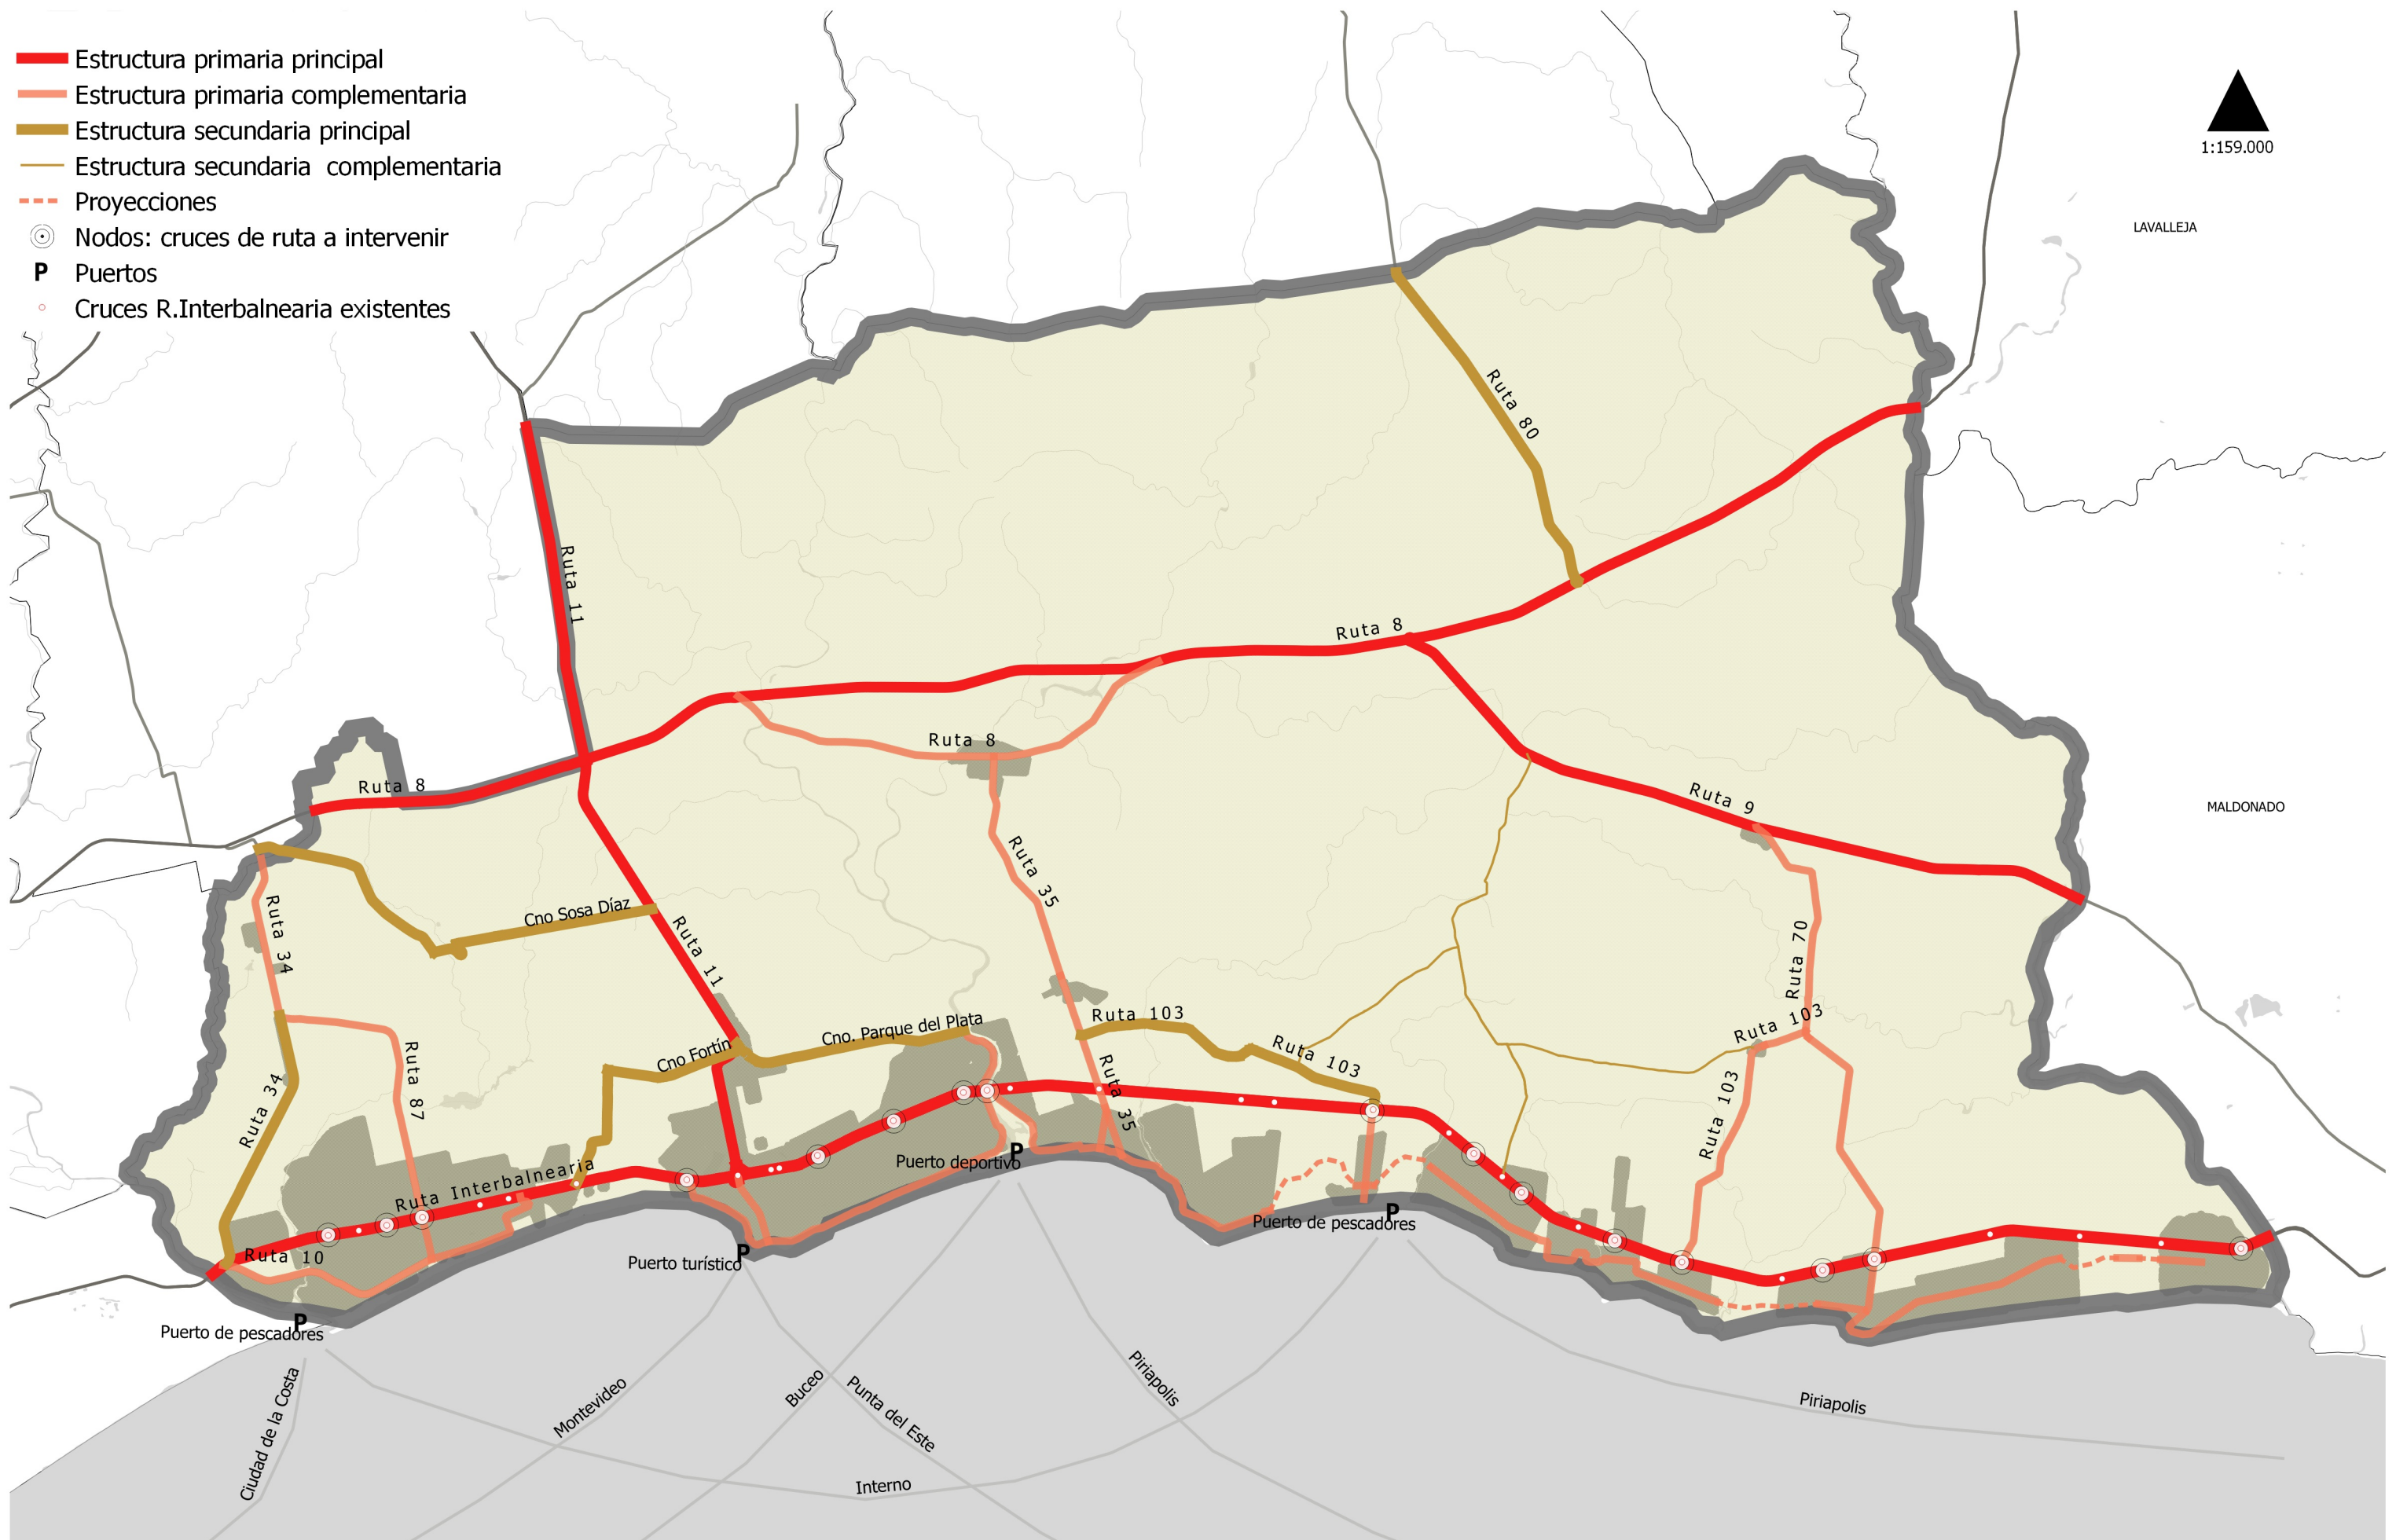 Estructura primaria principal
Estructura primaria complementaria
Estructura secundaria principal
Estructura secundaria complementaria
Proyecciones
Nodos: cruces de ruta a intervenir
P Puertos
Cruces R.Interbalnearia existentes
1:159.000
LAVALLEJA
Ruta 80
Ruta 11
Ruta 8
Ruta 8
Ruta 8
Ruta 9
MALDONADO
Ruta 35
Cno Sosa Díaz
Ruta 34
Ruta 11
Ruta 70
Ruta 103
Cno. Parque del Plata
Ruta 103
Cno Fortín
Ruta 103
Ruta 87
Ruta 34
Ruta 35
Ruta 103
Ruta Interbalnearia
P
Puerto deportivo
P
Puerto de pescadores
Ruta 10
P
Puerto turístico
P
Puerto de pescadores
Ciudad de la Costa
Montevideo
Buceo
Punta del Este
Piriapolis
Piriapolis
Interno